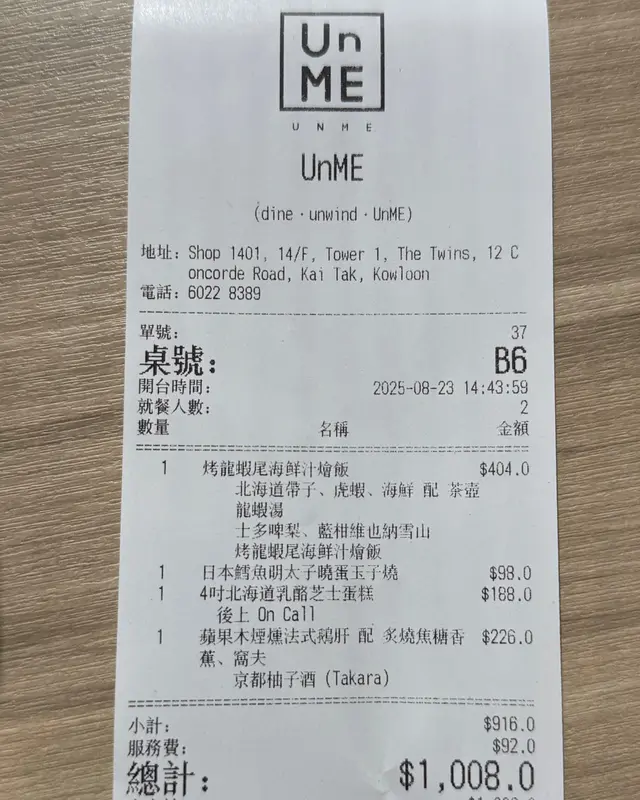 Un
ME
UNME
UnME
(dine · unwind · UnME)
地址: Shop 1401, 14/F, Tower 1, The Twins, 12 C
oncorde Road, Kai Tak, Kowloon
電話: 6022 8389
單號: 37
桌號: B6
開台時間: 2025-08-23 14:43:59
就餐人數: 2
數量 名稱 金額
1 烤龍蝦尾海鮮汁燴飯 $404.0
北海道帶子、虎蝦、海鮮 配 茶壺
龍蝦湯
士多啤梨、藍柑維也納雪山
烤龍蝦尾海鮮汁燴飯
1 日本鱈魚明太子曉蛋玉子燒 $98.0
1 4吋北海道乳酪芝士蛋糕 $188.0
後上 On Call
1 蘋果木煙燻法式鵝肝 配 炙燒焦糖香 $226.0
蕉、窩夫
京都柚子酒 (Takara)
小計: $916.0
服務費: $92.0
總計: $1,008.0